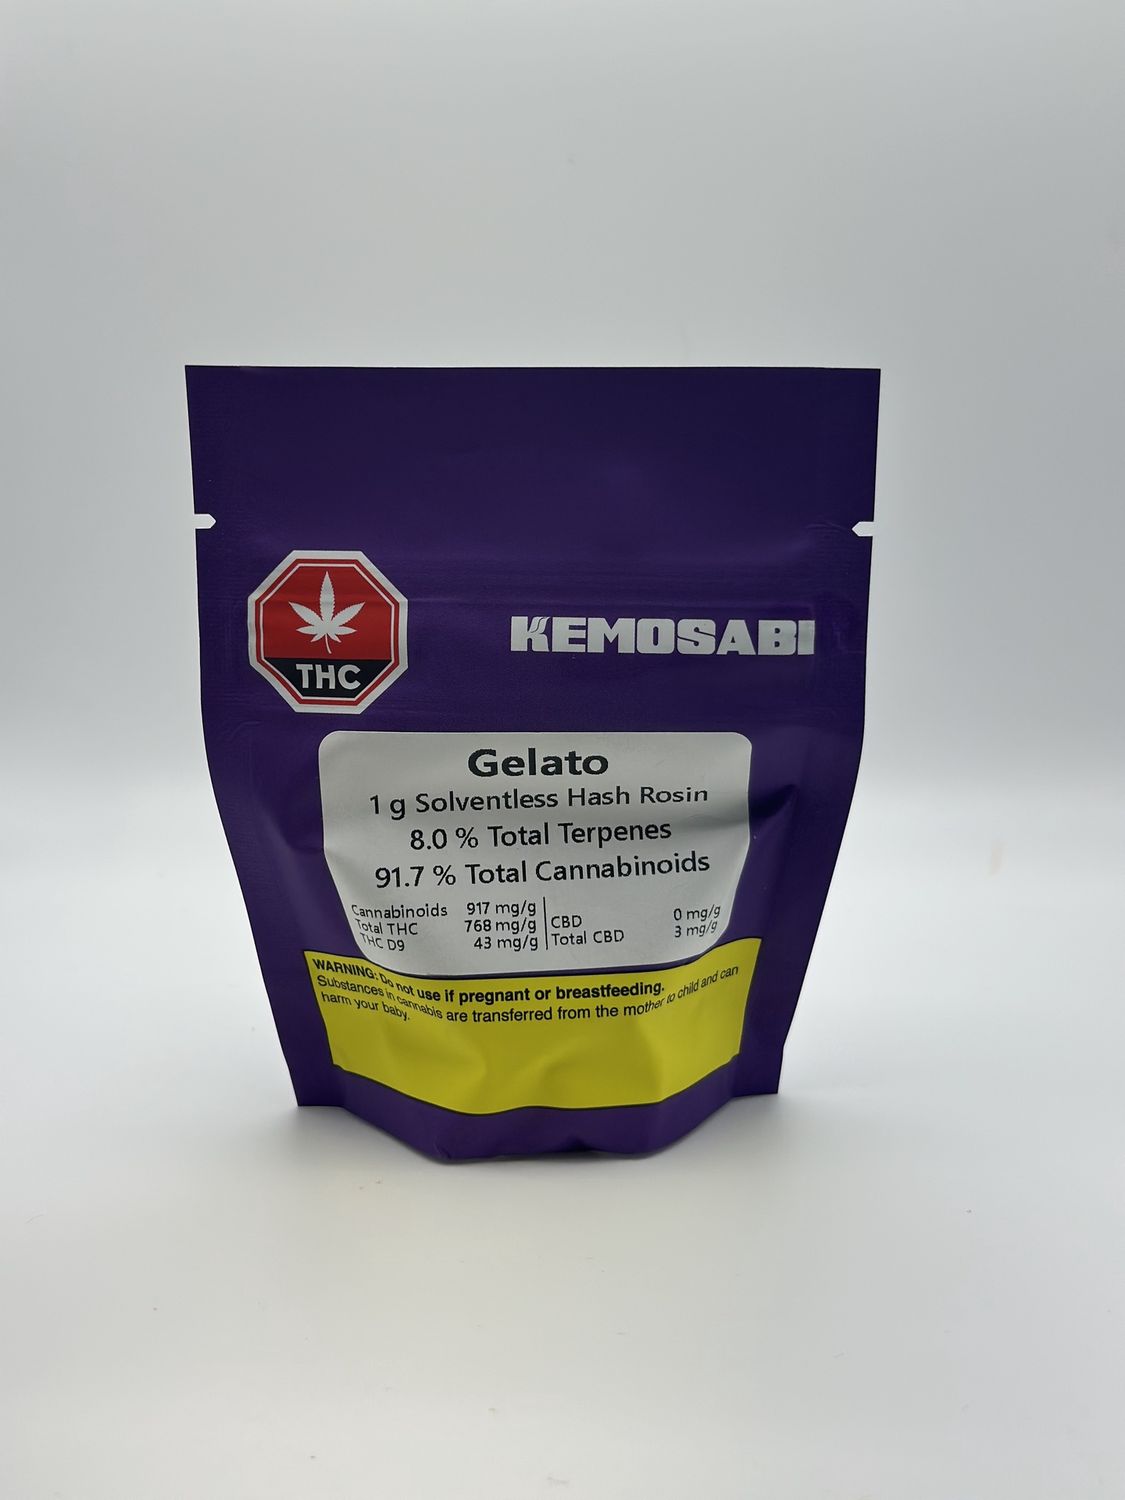 THC
KEMOSABI
Gelato
1 g Solventless Hash Rosin
8.0 % Total Terpenes
91.7 % Total Cannabinoids
Cannabinoids 917 mg/g
Total THC 768 mg/g
THC D9 43 mg/g
CBD 0 mg/g
Total CBD 3 mg/g
WARNING: Do not use if pregnant or breastfeeding.
Substances in cannabis are transferred from the mother to child and can
harm your baby.